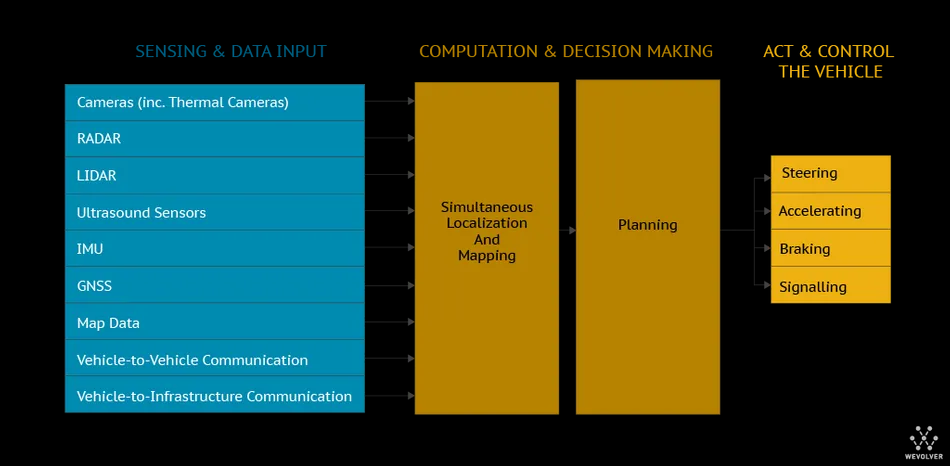 SENSING & DATA INPUT
COMPUTATION & DECISION MAKING
ACT & CONTROL
THE VEHICLE
Cameras (inc. Thermal Cameras)
RADAR
LIDAR
Ultrasound Sensors
IMU
GNSS
Map Data
Vehicle-to-Vehicle Communication
Vehicle-to-Infrastructure Communication
Simultaneous
Localization
And
Mapping
Planning
Steering
Accelerating
Braking
Signalling
WEVOLVER